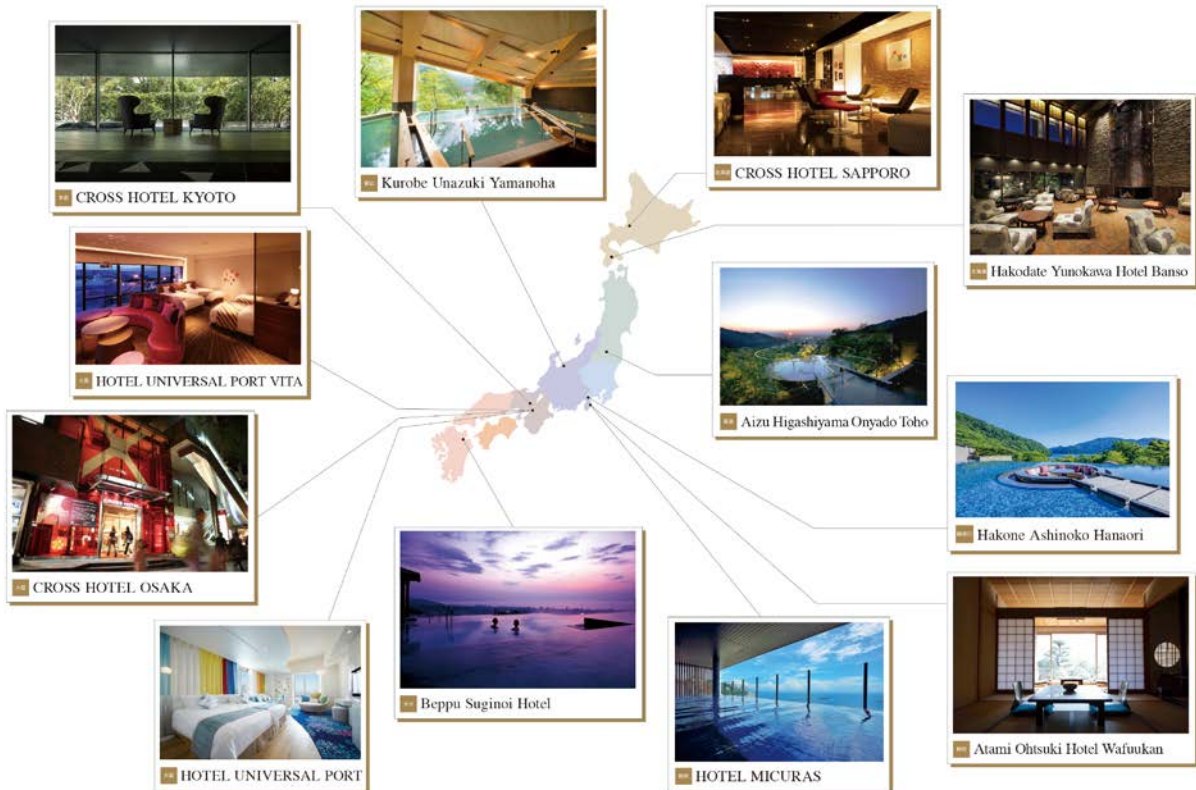 CROSS HOTEL KYOTO
Kurobe Unazuki Yamanoha
CROSS HOTEL SAPPORO
Hakodate Yunokawa Hotel Banso
HOTEL UNIVERSAL PORT VITA
Aizu Higashiyama Onyado Toho
CROSS HOTEL OSAKA
Hakone Ashinoko Hanaori
Beppu Suginoi Hotel
HOTEL UNIVERSAL PORT
HOTEL MICURAS
Atami Ohtsuki Hotel Wafuukan